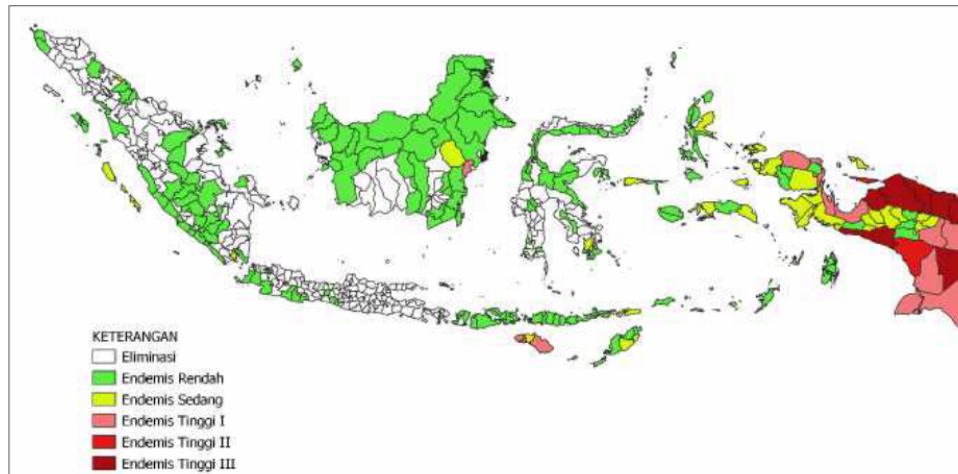 KETERANGAN
Eliminasi
Endemis Rendah
Endemis Sedang
Endemis Tinggi I
Endemis Tinggi II
Endemis Tinggi III